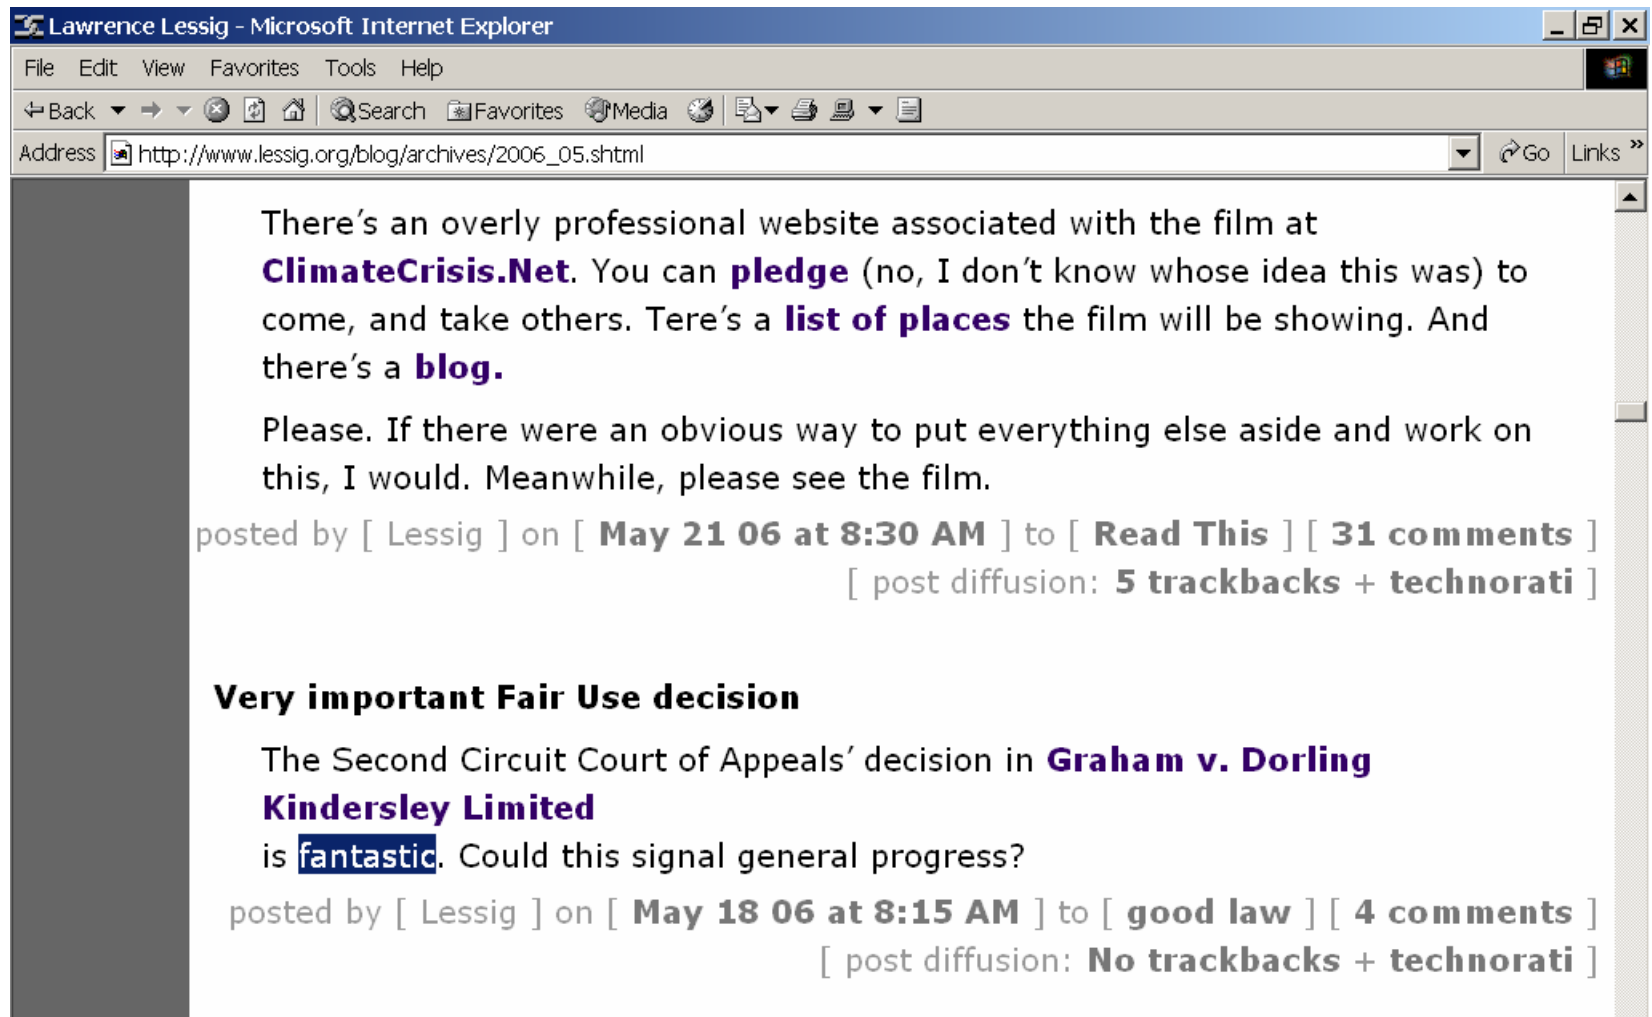 Lawrence Lessig - Microsoft Internet Explorer
File Edit View Favorites Tools Help
Back Search Favorites Media
Address http://www.lessig.org/blog/archives/2006_05.shtml Go Links »
There’s an overly professional website associated with the film at
ClimateCrisis.Net. You can pledge (no, I don’t know whose idea this was) to
come, and take others. Tere’s a list of places the film will be showing. And
there’s a blog.
Please. If there were an obvious way to put everything else aside and work on
this, I would. Meanwhile, please see the film.
posted by [ Lessig ] on [ May 21 06 at 8:30 AM ] to [ Read This ] [ 31 comments ]
[ post diffusion: 5 trackbacks + technorati ]
Very important Fair Use decision
The Second Circuit Court of Appeals’ decision in Graham v. Dorling
Kindersley Limited
is fantastic. Could this signal general progress?
posted by [ Lessig ] on [ May 18 06 at 8:15 AM ] to [ good law ] [ 4 comments ]
[ post diffusion: No trackbacks + technorati ]